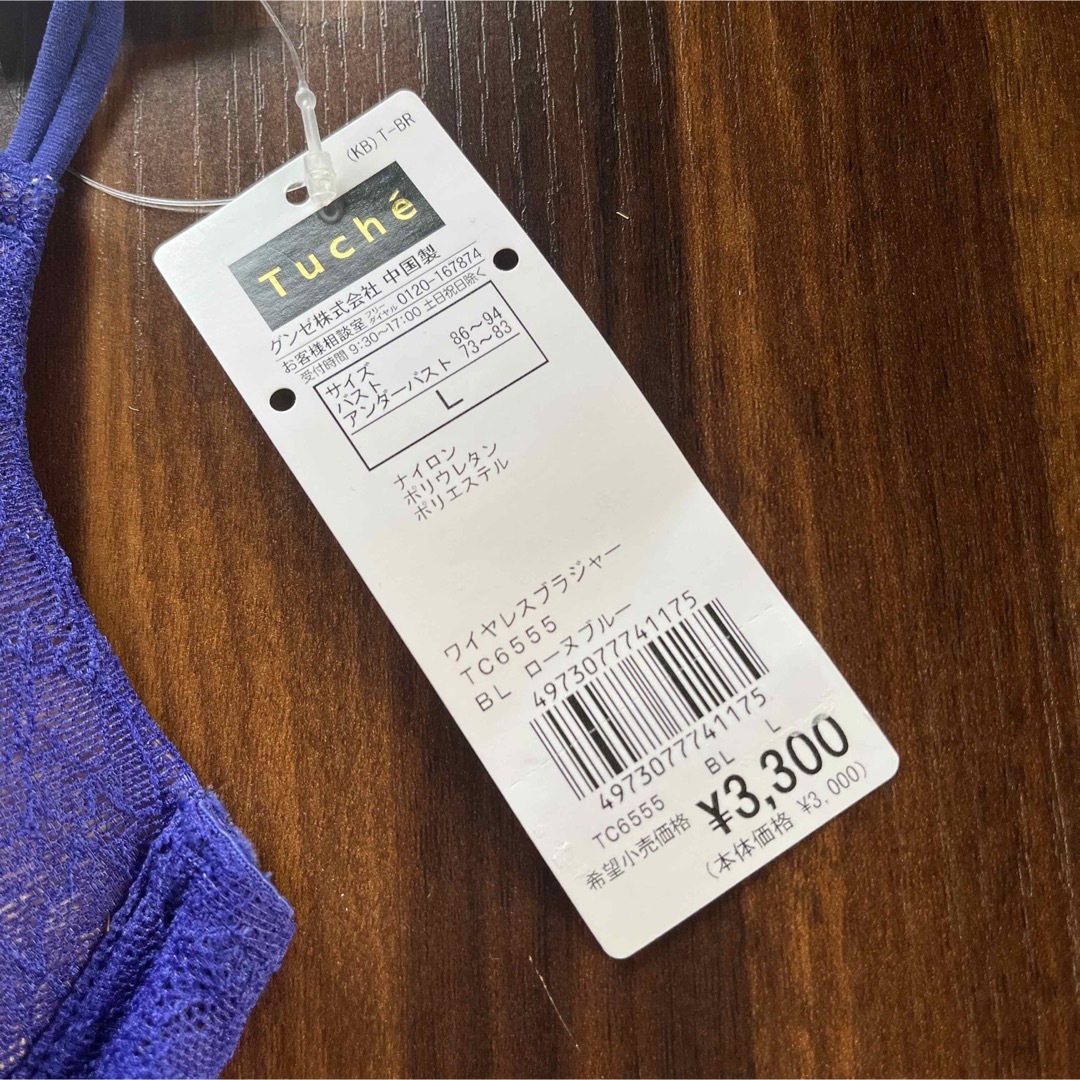 (KB) T-BR
Tuché
グンゼ株式会社 中国製
お客様相談室 フリーダイヤル 0120-167874
受付時間 9:30〜17:00 土日祝日除く
サイズ
バスト 86〜94
アンダーバスト 73〜83
L
ナイロン
ポリウレタン
ポリエステル
ワイヤレスブラジャー
TC6555
BL ローヌブルー
4973077741175
4973077741175
TC6555 BL L
希望小売価格 ¥3,300
(本体価格 ¥3,000)